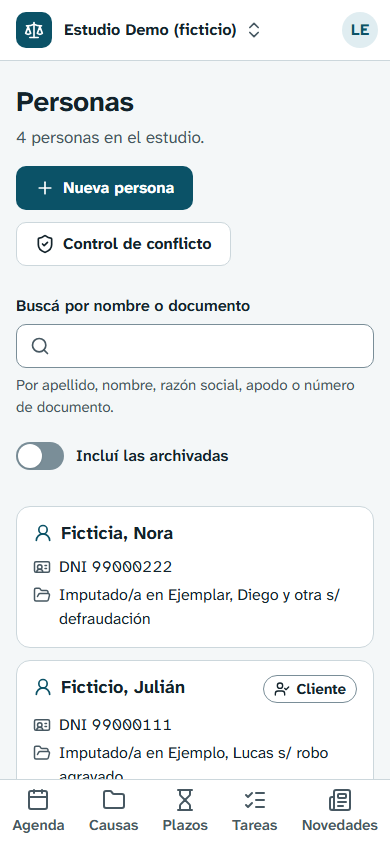 Estudio Demo (ficticio)
LE
Personas
4 personas en el estudio.
Nueva persona
Control de conflicto
Buscá por nombre o documento
Por apellido, nombre, razón social, apodo o número
de documento.
Incluí las archivadas
Ficticia, Nora
DNI 99000222
Imputado/a en Ejemplar, Diego y otra s/
defraudación
Ficticio, Julián
Cliente
DNI 99000111
Imputado/a en Ejemplo, Lucas s/ robo
agravado
Agenda
Causas
Plazos
Tareas
Novedades